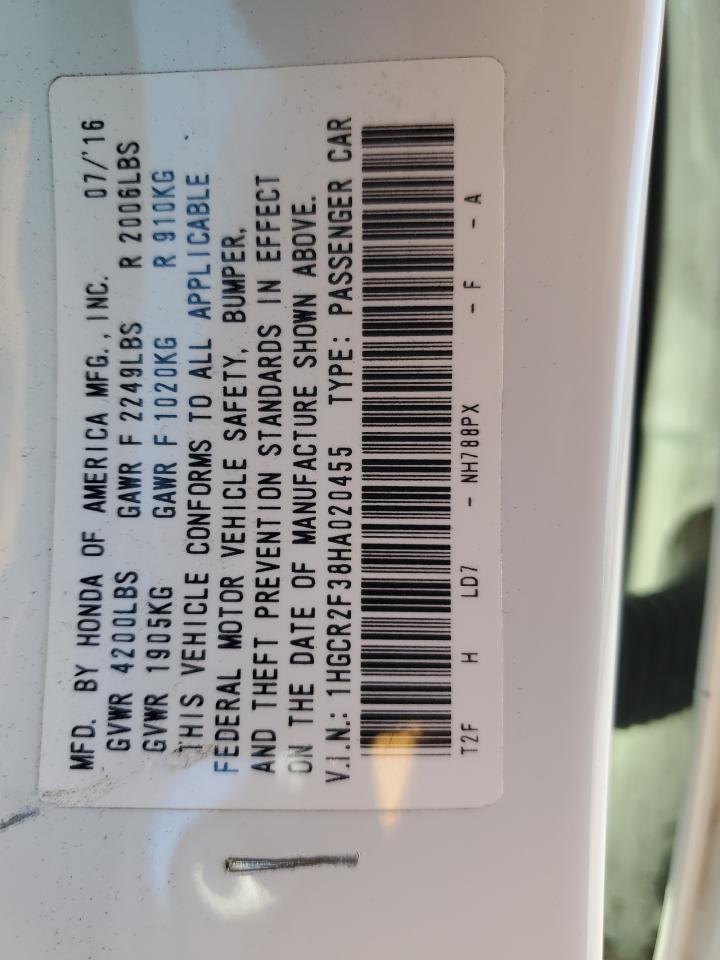 MFD. BY HONDA OF AMERICA MFG., INC. 07/'16
GVWR 4200LBS GAWR F 2249LBS R 2006LBS
GVWR 1905KG GAWR F 1020KG R 910KG
THIS VEHICLE CONFORMS TO ALL APPLICABLE
FEDERAL MOTOR VEHICLE SAFETY, BUMPER,
AND THEFT PREVENTION STANDARDS IN EFFECT
ON THE DATE OF MANUFACTURE SHOWN ABOVE.
V.I.N.: 1HGCR2F38HA020455 TYPE: PASSENGER CAR
T2F H LD7 - NH788PX - F - A